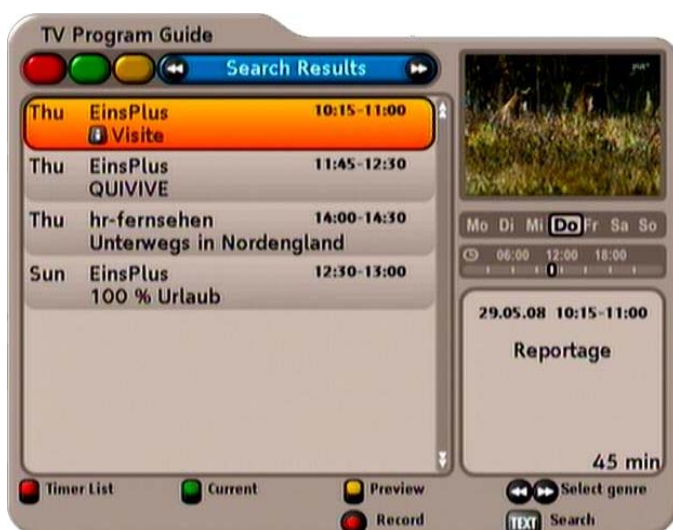 TV Program Guide
Search Results
Thu EinsPlus 10:15-11:00
Visite
Thu EinsPlus 11:45-12:30
QUIVIVE
Thu hr-fernsehen 14:00-14:30
Unterwegs in Nordengland
Sun EinsPlus 12:30-13:00
100 % Urlaub
Mo Di Mi Do Fr Sa So
06:00 12:00 18:00
29.05.08 10:15-11:00
Reportage
45 min
Timer List Current Preview Select genre
Record TEXT Search